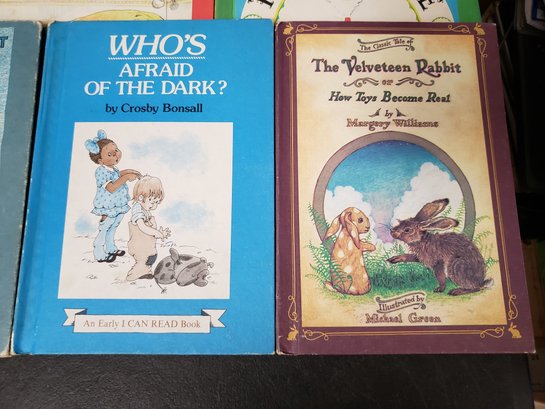 WHO'S
AFRAID
OF THE DARK?
by Crosby Bonsall
An Early I CAN READ Book
The Classic Tale of
The Velveteen Rabbit
or
How Toys Become Real
by
Margery Williams
Illustrated by
Michael Green